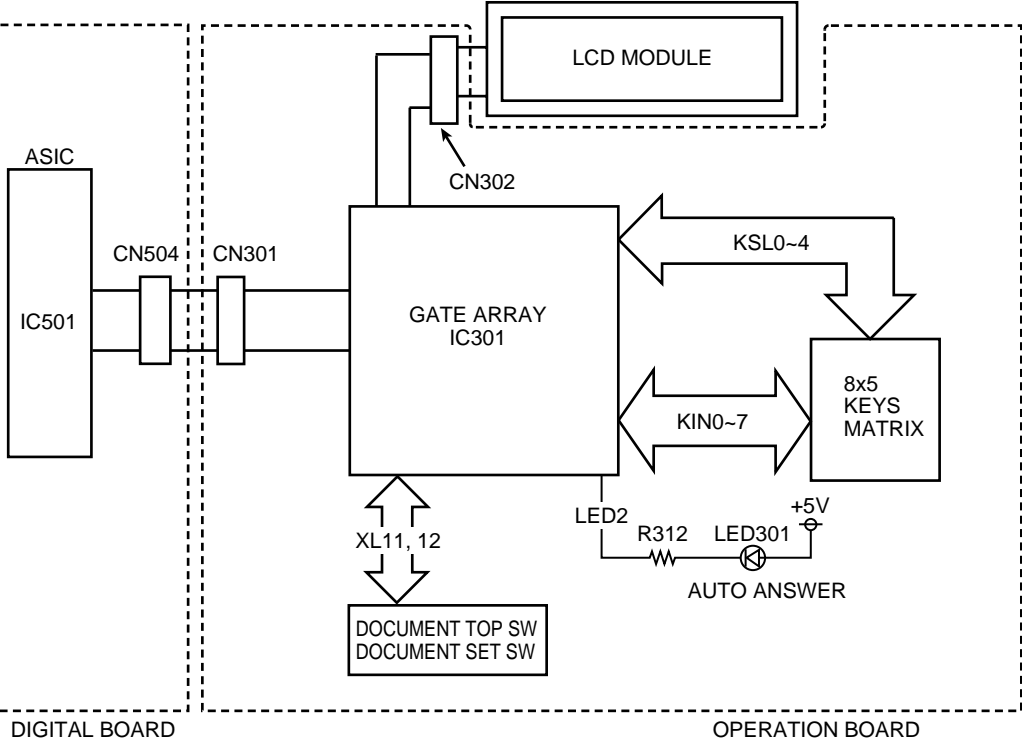 LCD MODULE
ASIC
CN302
CN504
CN301
KSL0~4
IC501
GATE ARRAY
IC301
8x5
KEYS
MATRIX
KIN0~7
+5V
LED2
R312
LED301
XL11, 12
AUTO ANSWER
DOCUMENT TOP SW
DOCUMENT SET SW
DIGITAL BOARD
OPERATION BOARD